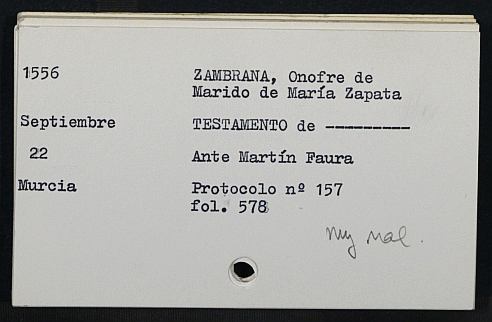 1556 ZAMBRANA, Onofre de
Marido de María Zapata
Septiembre TESTAMENTO de ----------
22 Ante Martín Faura
Murcia Protocolo nº 157
fol. 578
my mal.